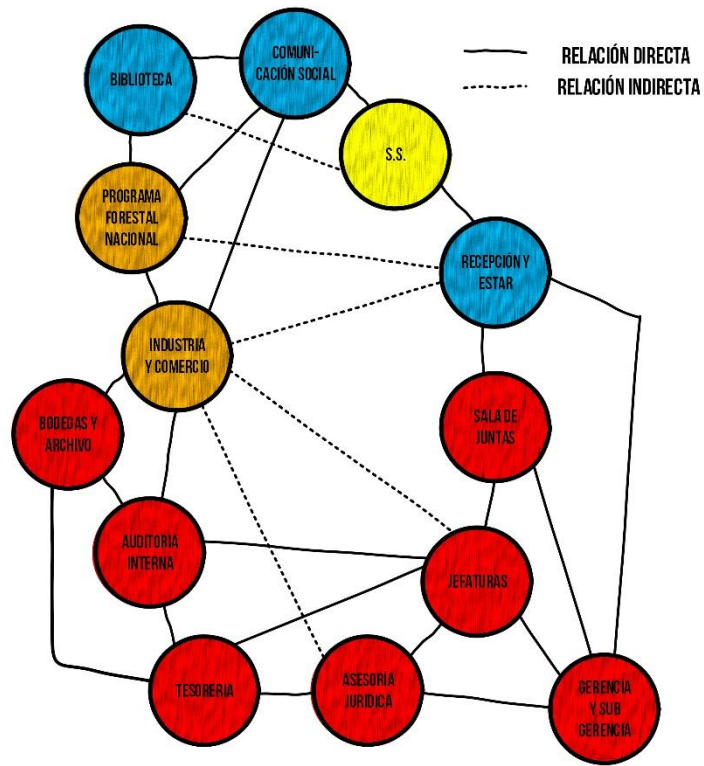 COMUNI-
CACIÓN SOCIAL
BIBLIOTECA
RELACIÓN DIRECTA
RELACIÓN INDIRECTA
S.S.
PROGRAMA
FORESTAL
NACIONAL
RECEPCIÓN Y
ESTAR
INDUSTRIA
Y COMERCIO
BODEGAS Y
ARCHIVO
SALA DE
JUNTAS
AUDITORIA
INTERNA
JEFATURAS
TESORERIA
ASESORÍA
JURIDICA
GERENCIA
Y SUB
GERENCIA